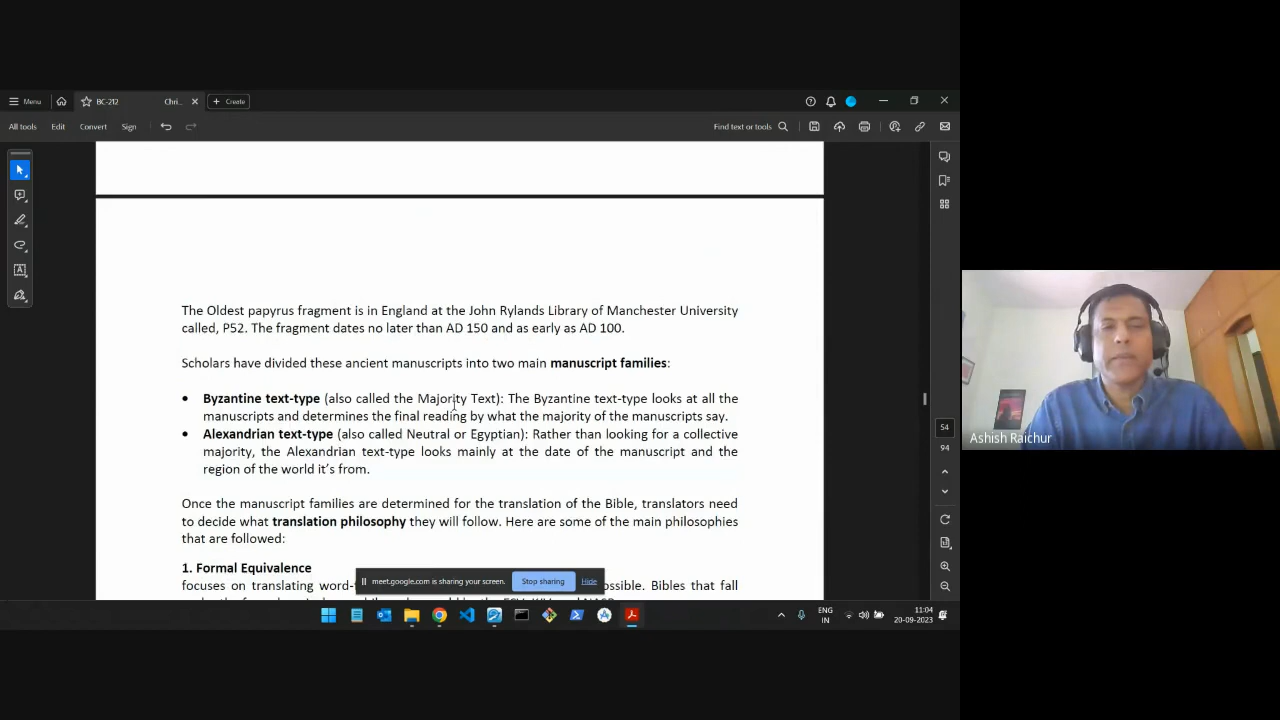 Menu
BC-212
Chri...
Create
All tools
Edit
Convert
Sign
Find text or tools
The Oldest papyrus fragment is in England at the John Rylands Library of Manchester University
called, P52. The fragment dates no later than AD 150 and as early as AD 100.
Scholars have divided these ancient manuscripts into two main manuscript families:
• Byzantine text-type (also called the Majority Text): The Byzantine text-type looks at all the
manuscripts and determines the final reading by what the majority of the manuscripts say.
• Alexandrian text-type (also called Neutral or Egyptian): Rather than looking for a collective
majority, the Alexandrian text-type looks mainly at the date of the manuscript and the
region of the world it's from.
Once the manuscript families are determined for the translation of the Bible, translators need
to decide what translation philosophy they will follow. Here are some of the main philosophies
that are followed:
1. Formal Equivalence
focuses on translating word-
ossible. Bibles that fall
meet.google.com is sharing your screen.
Stop sharing
Hide
54
94
Ashish Raichur
ENG
IN
11:04
20-09-2023